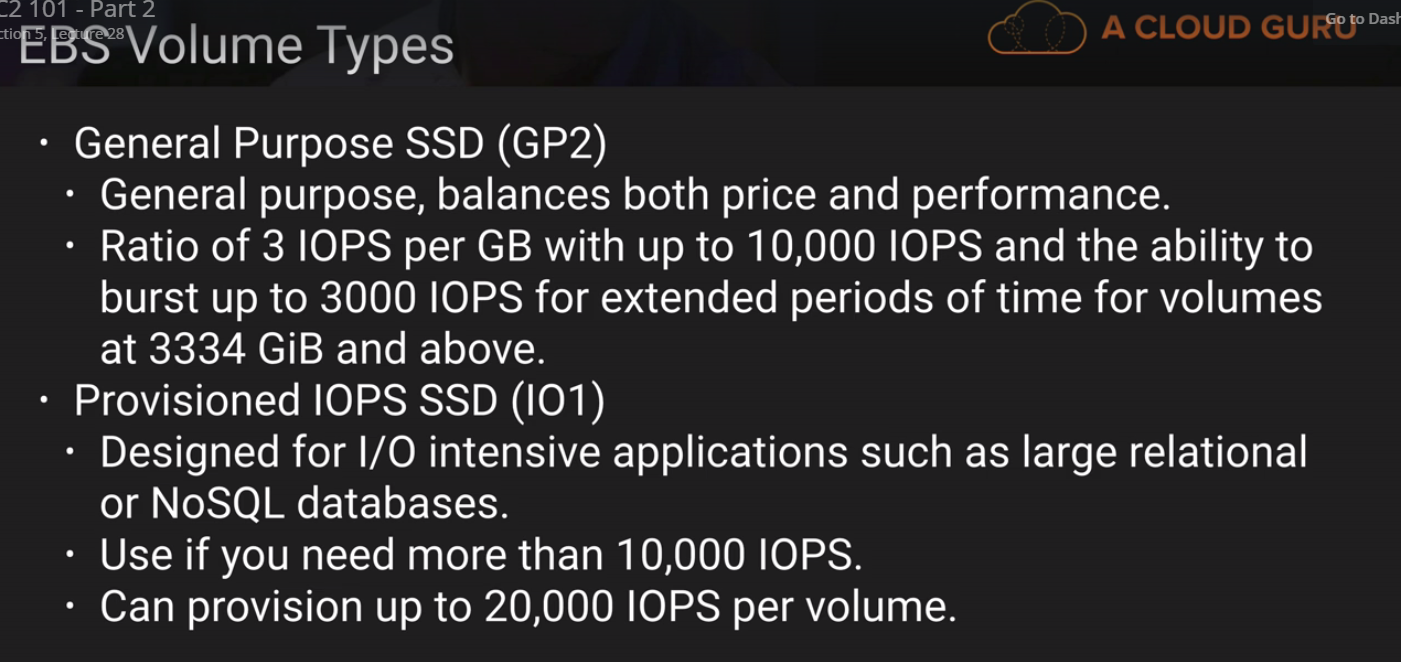 C2 101 - Part 2
ction 5, Lecture 28
EBS Volume Types
A CLOUD GURU
Go to Dash
• General Purpose SSD (GP2)
• General purpose, balances both price and performance.
• Ratio of 3 IOPS per GB with up to 10,000 IOPS and the ability to
burst up to 3000 IOPS for extended periods of time for volumes
at 3334 GiB and above.
• Provisioned IOPS SSD (IO1)
• Designed for I/O intensive applications such as large relational
or NoSQL databases.
• Use if you need more than 10,000 IOPS.
• Can provision up to 20,000 IOPS per volume.